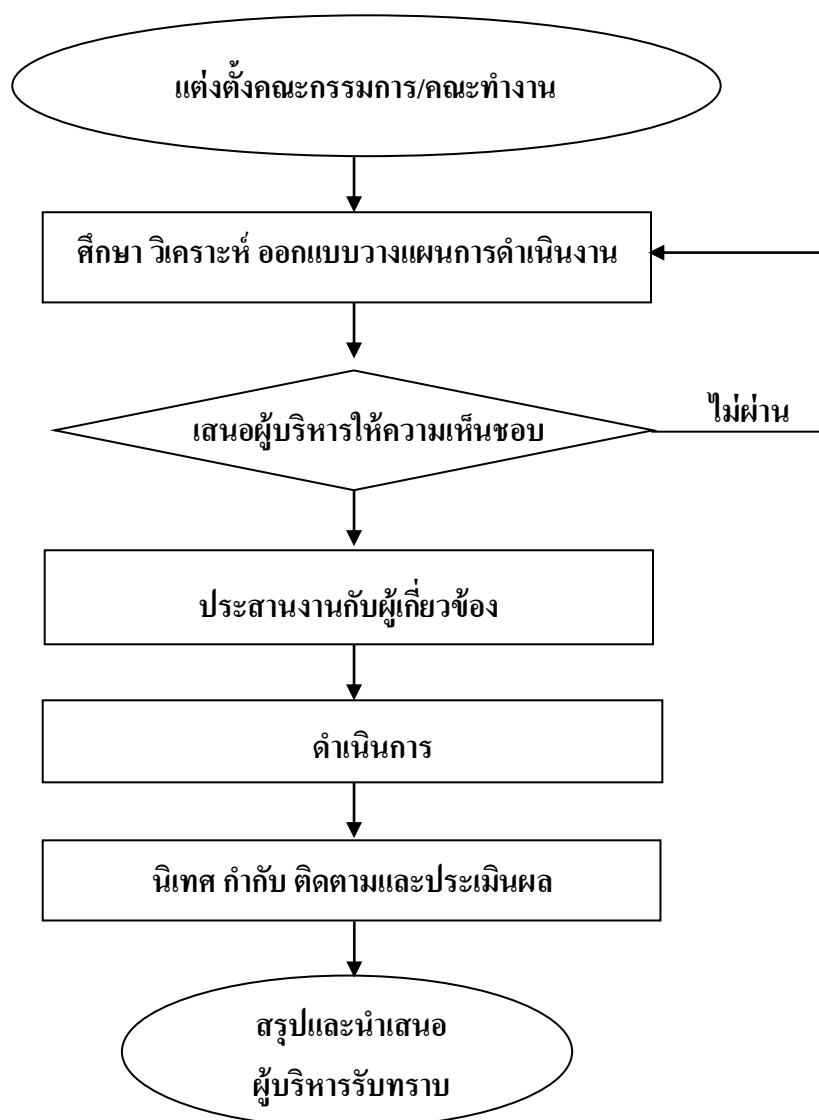 แต่งตั้งคณะกรรมการ/คณะทำงาน
ศึกษา วิเคราะห์ ออกแบบวางแผนการดำเนินงาน
เสนอผู้บริหารให้ความเห็นชอบ
ไม่ผ่าน
ประสานงานกับผู้เกี่ยวข้อง
ดำเนินการ
นิเทศ กำกับ ติดตามและประเมินผล
สรุปและนำเสนอ
ผู้บริหารรับทราบ